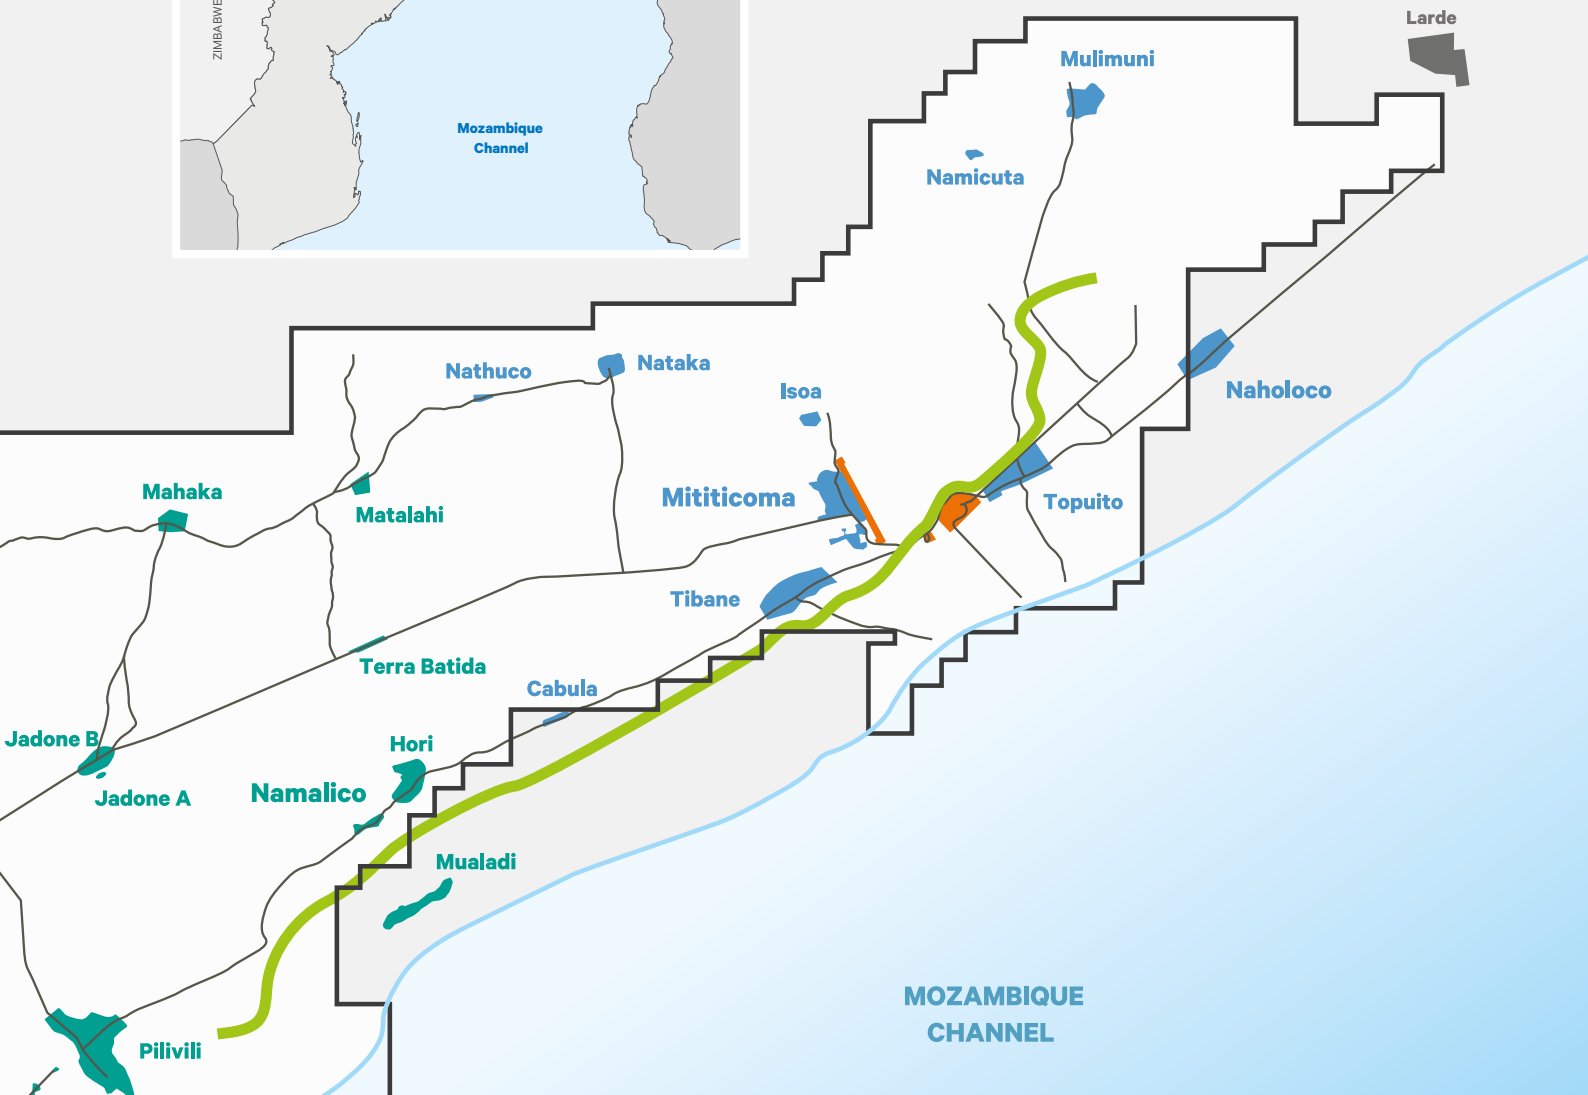 ZIMBABWE
Larde
Mulimuni
Mozambique
Channel
Namicuta
Nataka
Nathuco
Isoa
Naholoco
Mahaka
Mititicoma
Topuito
Matalahi
Tibane
Terra Batida
Cabula
Jadone B
Hori
Namalico
Jadone A
Mualadi
MOZAMBIQUE
CHANNEL
Pilivili